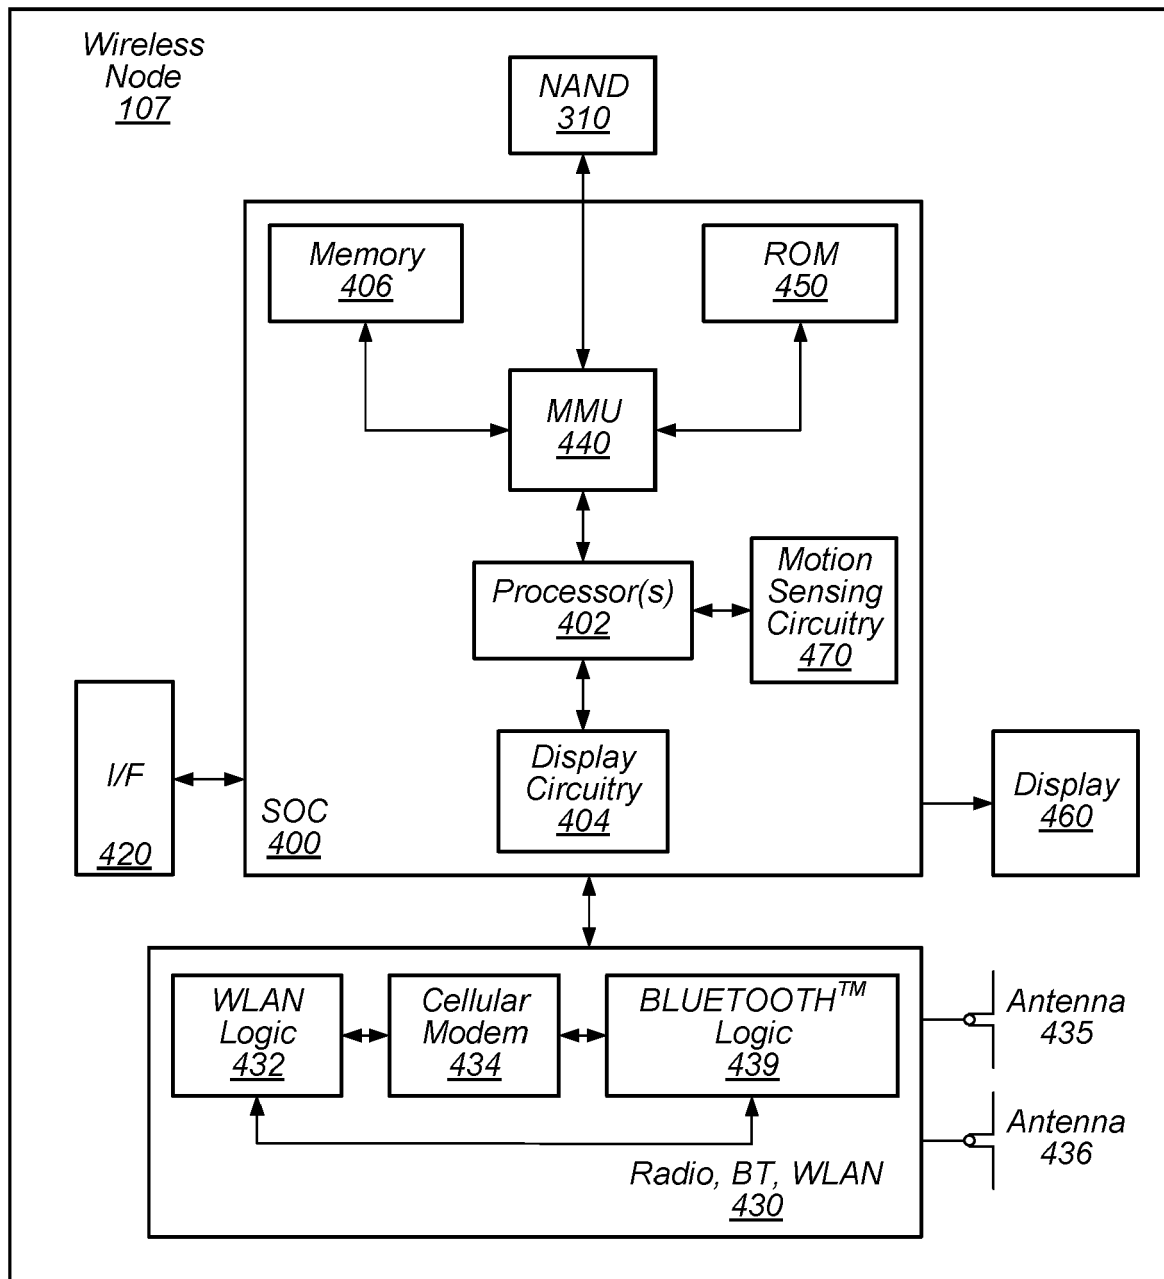 Wireless
Node
107
NAND
310
Memory
406
ROM
450
MMU
440
Processor(s)
402
Motion
Sensing
Circuitry
470
I/F
420
Display
Circuitry
404
SOC
400
Display
460
WLAN
Logic
432
Cellular
Modem
434
BLUETOOTH™
Logic
439
Antenna
435
Antenna
436
Radio, BT, WLAN
430